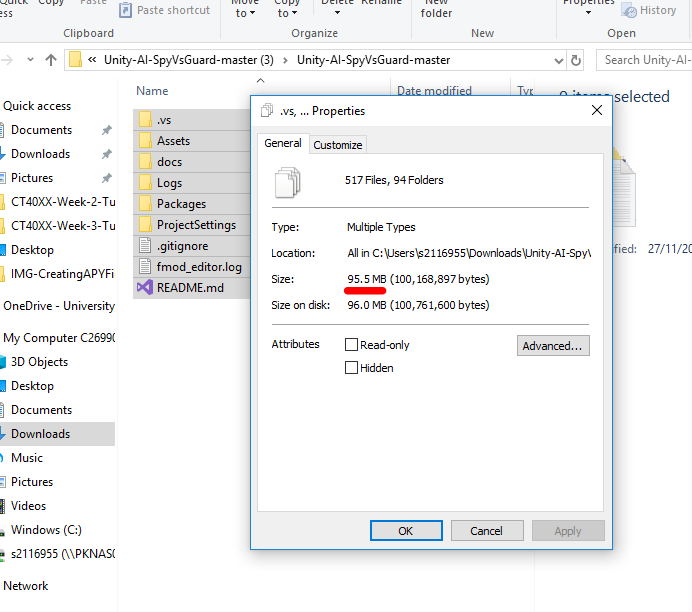 Quick
Copy
Paste
Paste shortcut
Move
to
Copy
to
Delete
Rename
New
folder
Properties
History
Clipboard
Organize
New
Open
« Unity-AI-SpyVsGuard-master (3) > Unity-AI-SpyVsGuard-master
Search Unity-AI-
Name
Date modified
Quick access
Documents
Downloads
Pictures
CT40XX-Week-2-Tu
CT40XX-Week-3-Tu
Desktop
IMG-CreatingAPYFi
OneDrive - University
My Computer C26990
3D Objects
Desktop
Documents
Downloads
Music
Pictures
Videos
Windows (C:)
s2116955 (\\PKNAS0
Network
.vs
Assets
docs
Logs
Packages
ProjectSettings
.gitignore
fmod_editor.log
README.md
.vs, ... Properties
General
Customize
517 Files, 94 Folders
Type:
Multiple Types
Location:
All in C:\Users\s2116955\Downloads\Unity-AI-Spy\
Size:
95.5 MB (100,168,897 bytes)
Size on disk:
96.0 MB (100,761,600 bytes)
Attributes
Read-only
Advanced...
Hidden
OK
Cancel
Apply
items selected
27/11/20